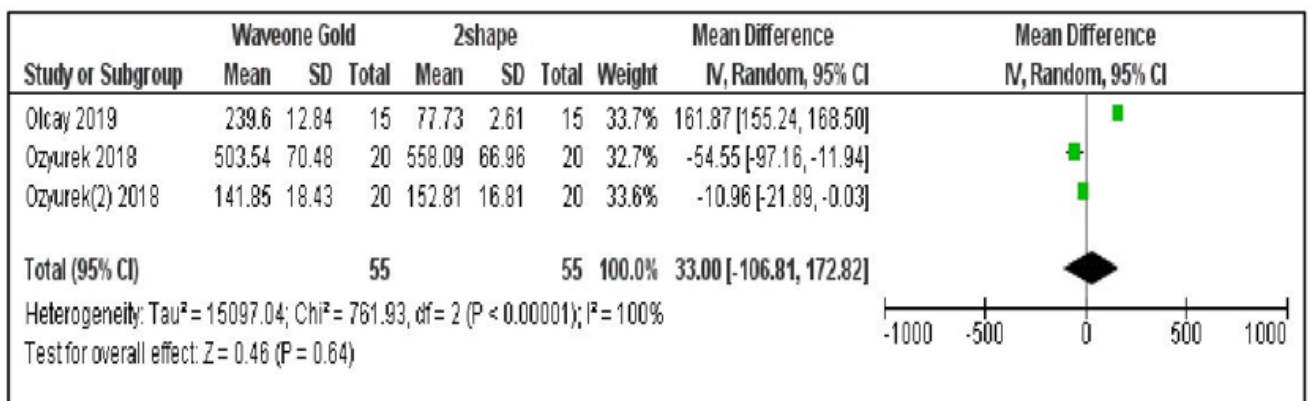 Waveone Gold 2shape Mean Difference Mean Difference
Study or Subgroup Mean SD Total Mean SD Total Weight IV, Random, 95% CI IV, Random, 95% CI
Olcay 2019 239.6 12.84 15 77.73 2.61 15 33.7% 161.87 [155.24, 168.50]
Ozyurek 2018 503.54 70.48 20 558.09 66.96 20 32.7% -54.55 [-97.16, -11.94]
Ozyurek(2) 2018 141.85 18.43 20 152.81 16.81 20 33.6% -10.96 [-21.89, -0.03]
Total (95% CI) 55 55 100.0% 33.00 [-106.81, 172.82]
Heterogeneity: Tau² = 15097.04; Chi² = 761.93, df = 2 (P < 0.00001); I² = 100%
Test for overall effect: Z = 0.46 (P = 0.64)
-1000 -500 0 500 1000